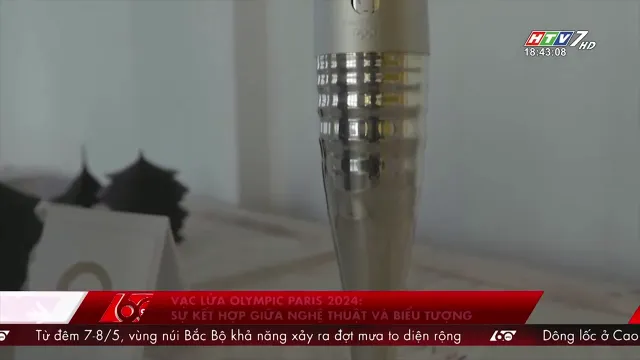 HTV7 HD
18:43:08
VẠC LỬA OLYMPIC PARIS 2024:
SỰ KẾT HỢP GIỮA NGHỆ THUẬT VÀ BIỂU TƯỢNG
60
Từ đêm 7-8/5, vùng núi Bắc Bộ khả năng xảy ra đợt mưa to diện rộng
60
Dông lốc ở Cao